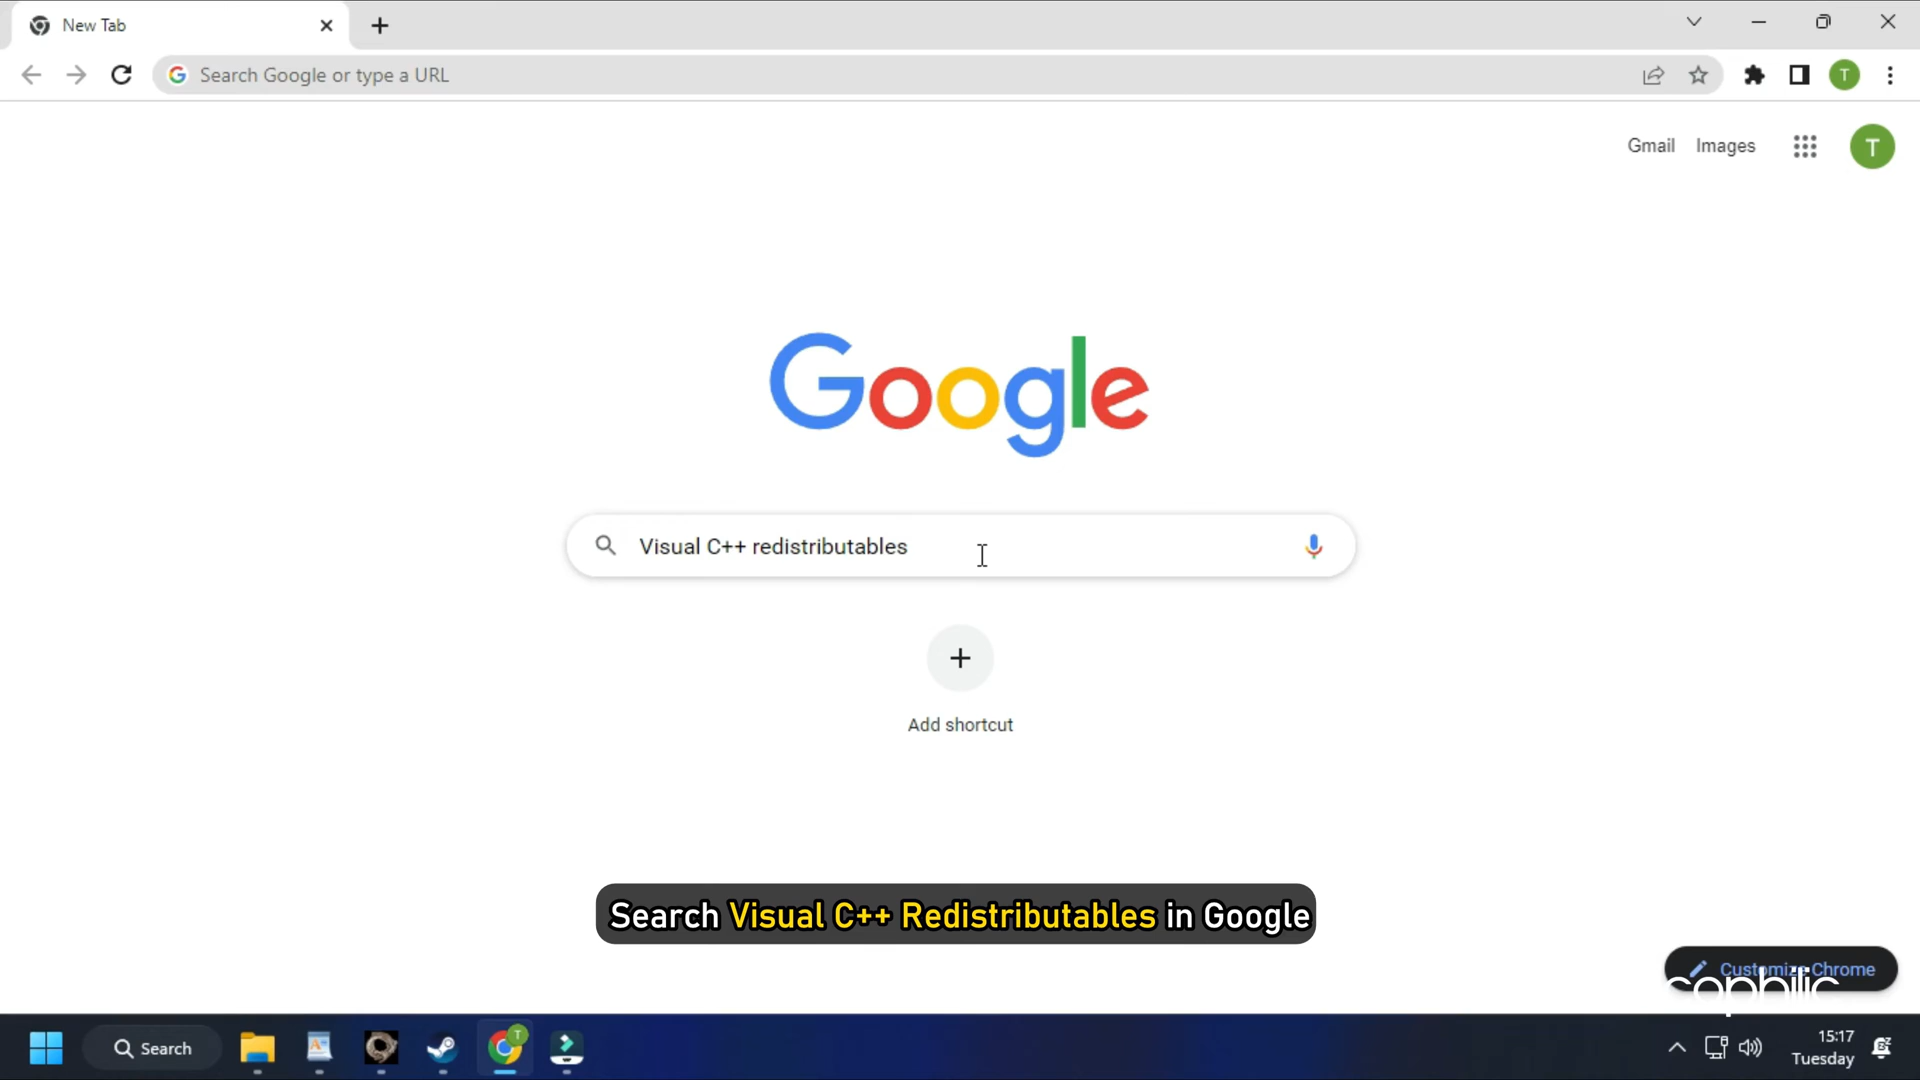 New Tab
Search Google or type a URL
T
Gmail Images
T
Google
Visual C++ redistributables
Add shortcut
Search Visual C++ Redistributables in Google
Customize Chrome
Search
T
15:17
Tuesday